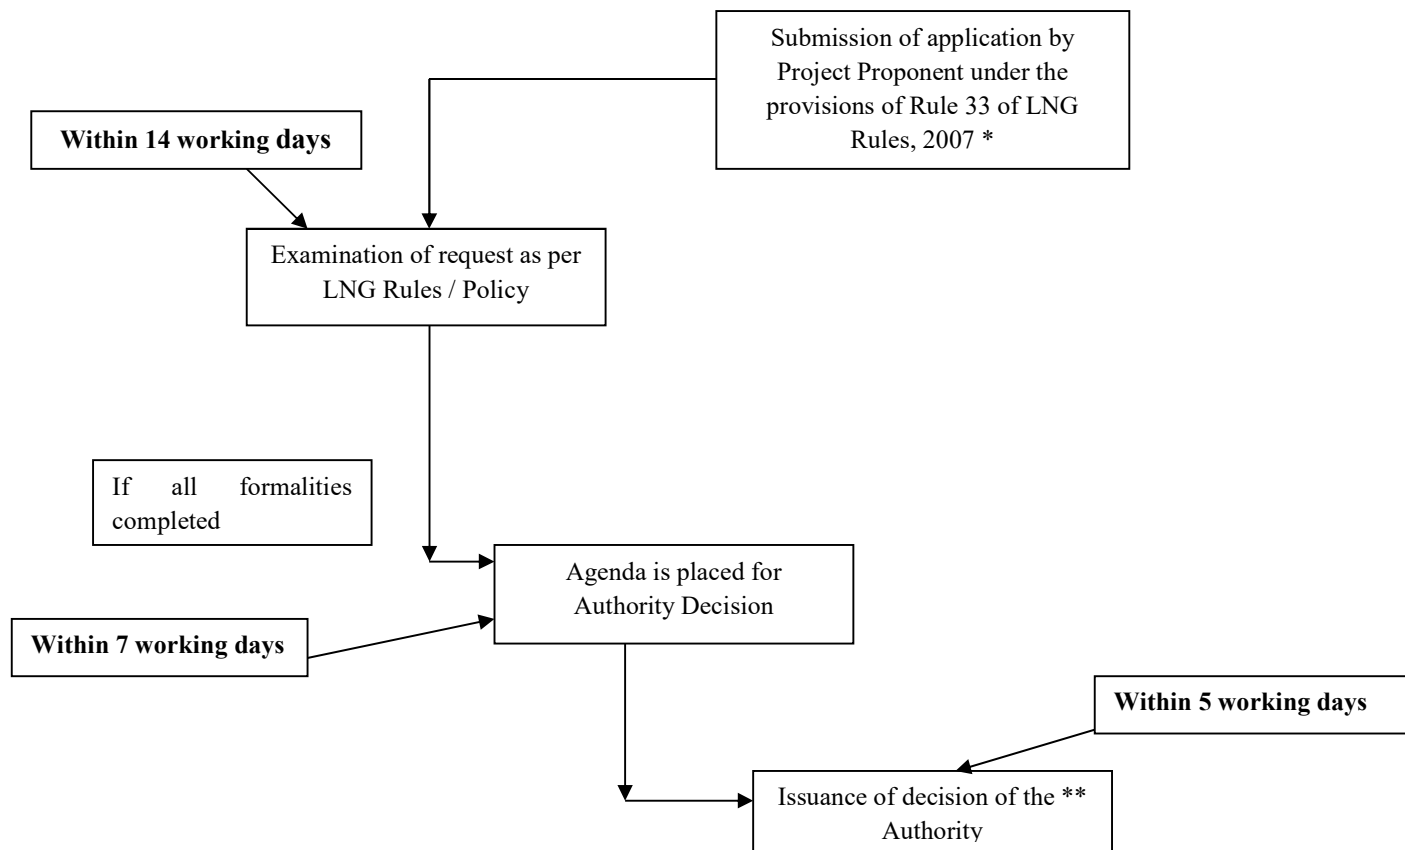 Submission of application by
Project Proponent under the
provisions of Rule 33 of LNG
Rules, 2007 *
Within 14 working days
Examination of request as per
LNG Rules / Policy
If all formalities
completed
Agenda is placed for
Authority Decision
Within 7 working days
Within 5 working days
Issuance of decision of the **
Authority